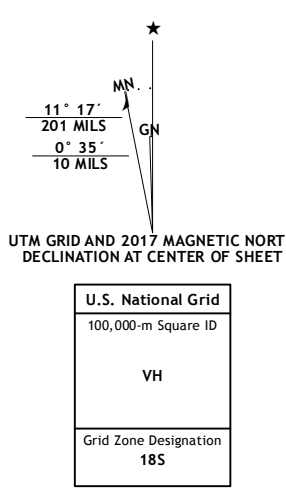 MN
11° 17´
201 MILS
GN
0° 35´
10 MILS
UTM GRID AND 2017 MAGNETIC NORT
DECLINATION AT CENTER OF SHEET
U.S. National Grid
100,000-m Square ID
VH
Grid Zone Designation
18S